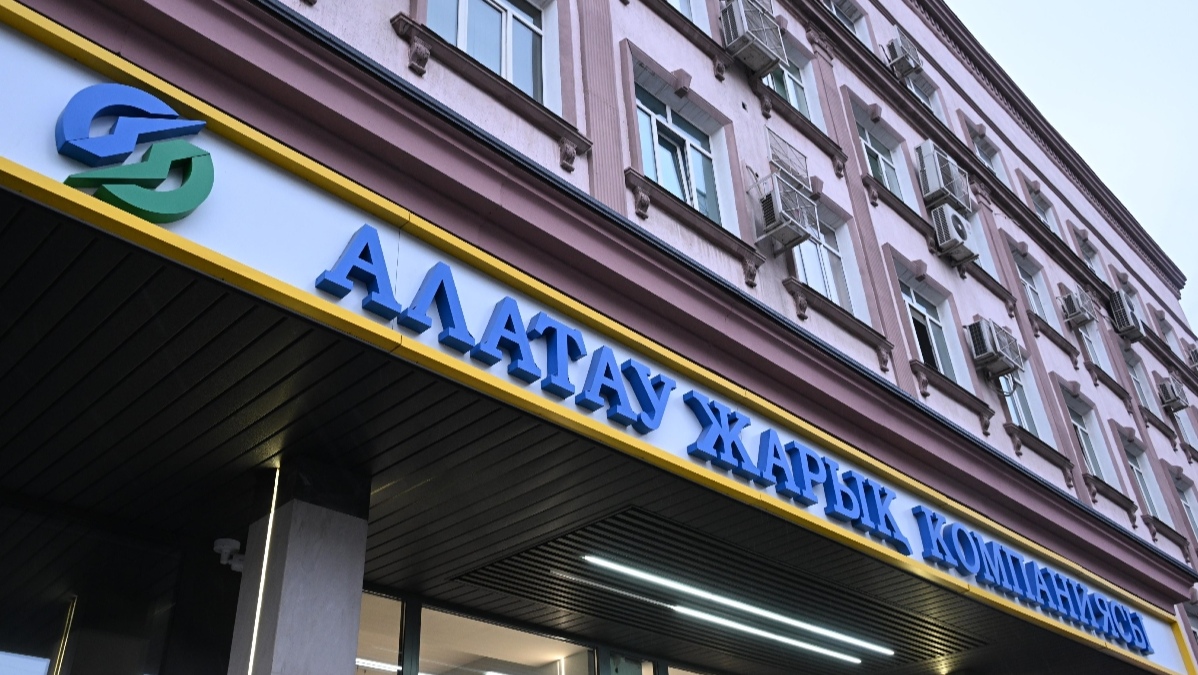 АЛАТАУ ЖАРЫҚ КОМПАНИЯСЫ